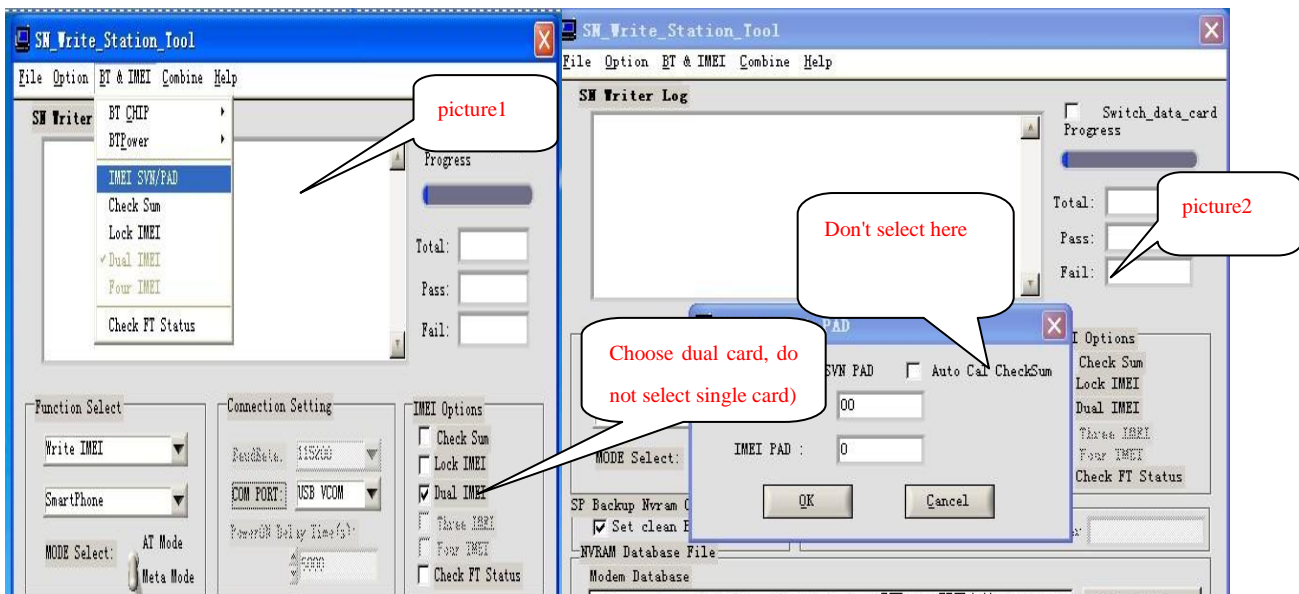 SN_Write_Station_Tool
File Option BT & IMEI Combine Help
SN Writer
BT CHIP
BTPower
IMEI SVN/PAD
Check Sum
Lock IMEI
Dual IMEI
Four IMEI
Check FT Status
picture1
Progress
Total:
Pass:
Fail:
Choose dual card, do
not select single card)
Function Select
Write IMEI
SmartPhone
MODE Select:
AT Mode
Meta Mode
Connection Setting
BaudRate:
115200
COM PORT:
USB VCOM
PowerON Delay Time(s):
5000
IMEI Options
Check Sum
Lock IMEI
Dual IMEI
Three IMEI
Four IMEI
Check FT Status
SN_Write_Station_Tool
File Option BT & IMEI Combine Help
SN Writer Log
Switch_data_card
Progress
Total:
Pass:
Fail:
picture2
Don't select here
PAD
SVN PAD
Auto Cal CheckSum
00
IMEI PAD :
0
OK
Cancel
I Options
Check Sum
Lock IMEI
Dual IMEI
Three IMEI
Four IMEI
Check FT Status
MODE Select:
SP Backup Nvram
Set clean
NVRAM Database File
Modem Database